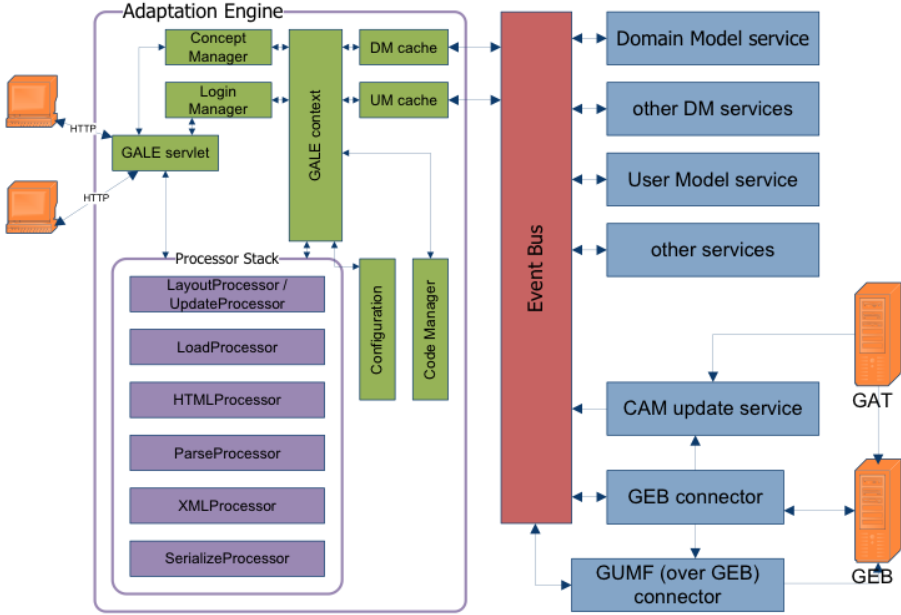 Adaptation Engine
Concept
Manager
DM cache
Login
Manager
UM cache
HTTP
GALE servlet
GALE context
HTTP
Processor Stack
LayoutProcessor /
UpdateProcessor
LoadProcessor
HTMLProcessor
ParseProcessor
XMLProcessor
SerializeProcessor
Configuration
Code Manager
Event Bus
Domain Model service
other DM services
User Model service
other services
GAT
CAM update service
GEB connector
GEB
GUMF (over GEB)
connector